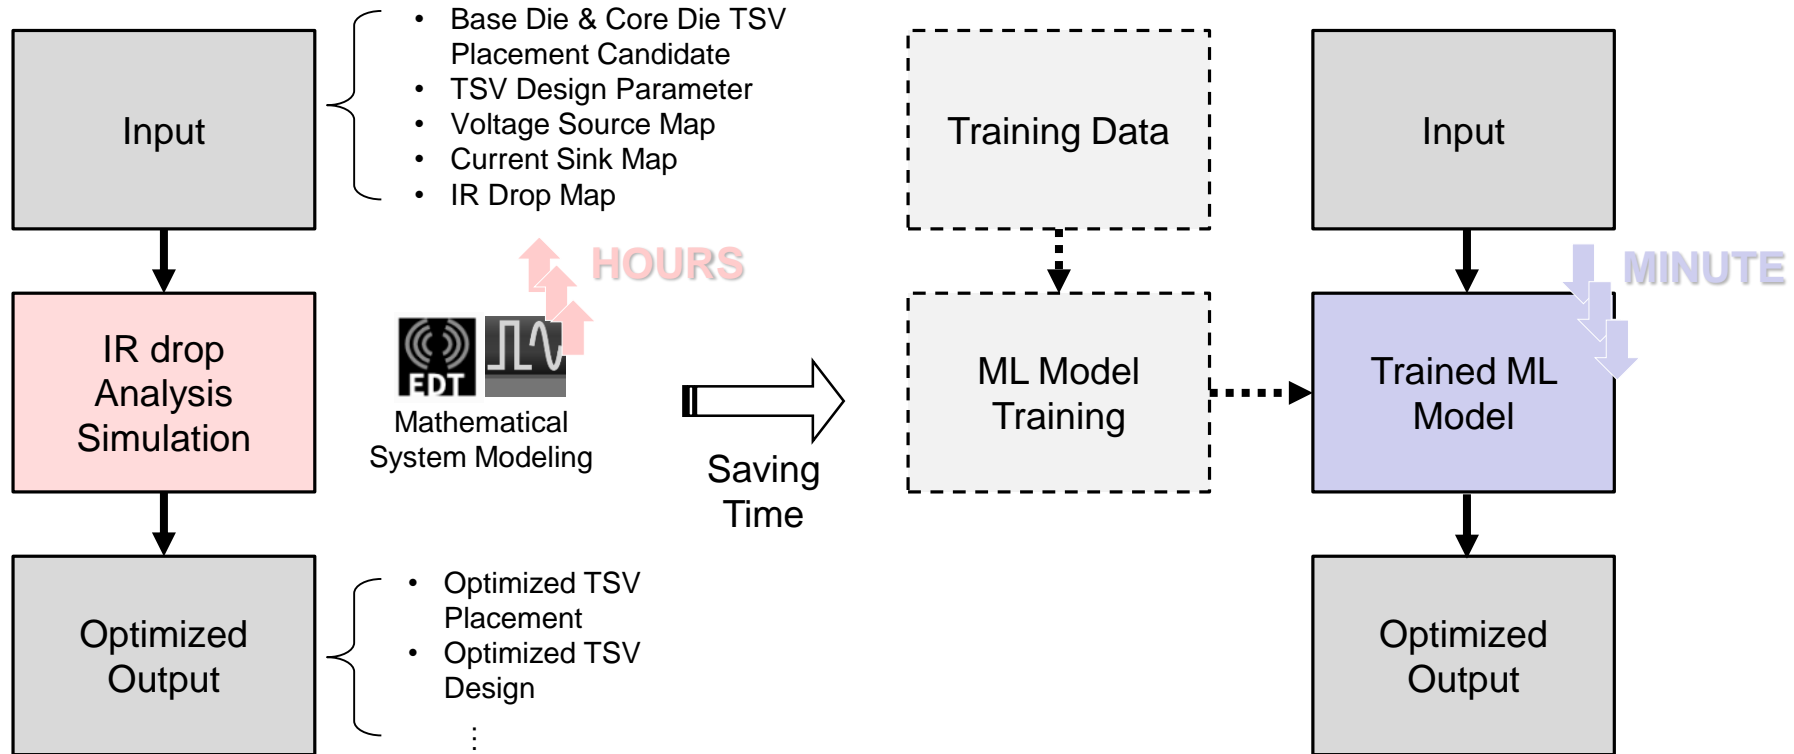 Input
• Base Die & Core Die TSV
Placement Candidate
• TSV Design Parameter
• Voltage Source Map
• Current Sink Map
• IR Drop Map
HOURS
IR drop
Analysis
Simulation
EDT
Mathematical
System Modeling
Optimized
Output
• Optimized TSV
Placement
• Optimized TSV
Design
⋮
Saving
Time
Training Data
ML Model
Training
Input
MINUTE
Trained ML
Model
Optimized
Output